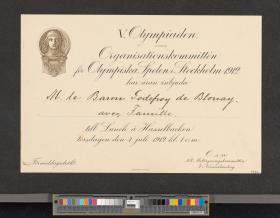 V. Olympiaden.
Organisationskommittén
för Olympiska Spelen i Stockholm 1912
har äran inbjuda
M. le Baron Godefroy de Blonay
avec Famille
till Lunch å Hasselbacken
Torsdagen den 4 juli 1912 kl. 1 e.m.
O. s. a.